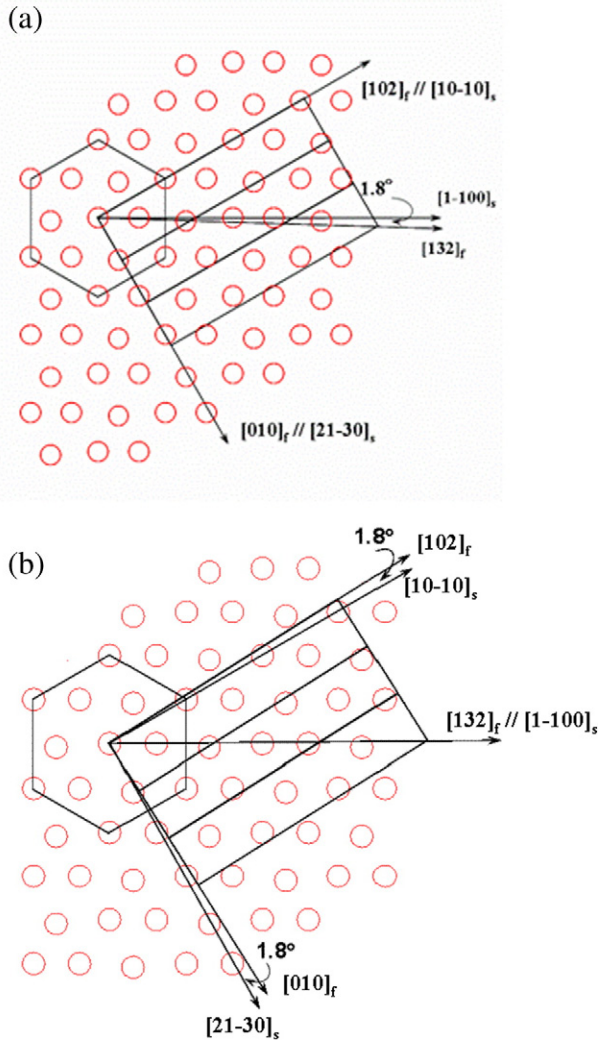 (a)
[102]f // [10-10]s
1.8°
[1-100]s
[132]f
[010]f // [21-30]s
(b)
1.8°
[102]f
[10-10]s
[132]f // [1-100]s
1.8°
[010]f
[21-30]s